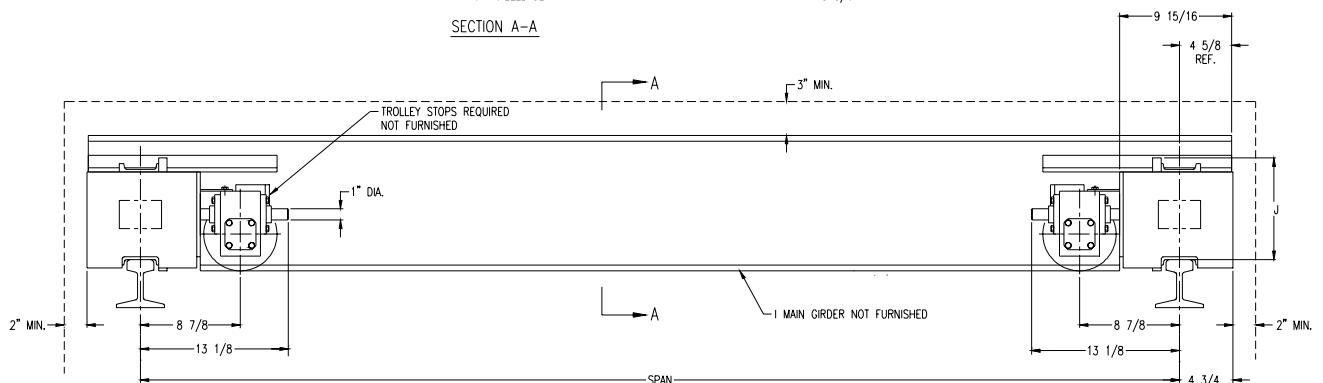 SECTION A-A
9 15/16
4 5/8
REF.
A
3" MIN.
TROLLEY STOPS REQUIRED
NOT FURNISHED
1" DIA.
J
A
I MAIN GIRDER NOT FURNISHED
2" MIN.
8 7/8
8 7/8
2" MIN.
13 1/8
13 1/8
SPAN
4 3/4